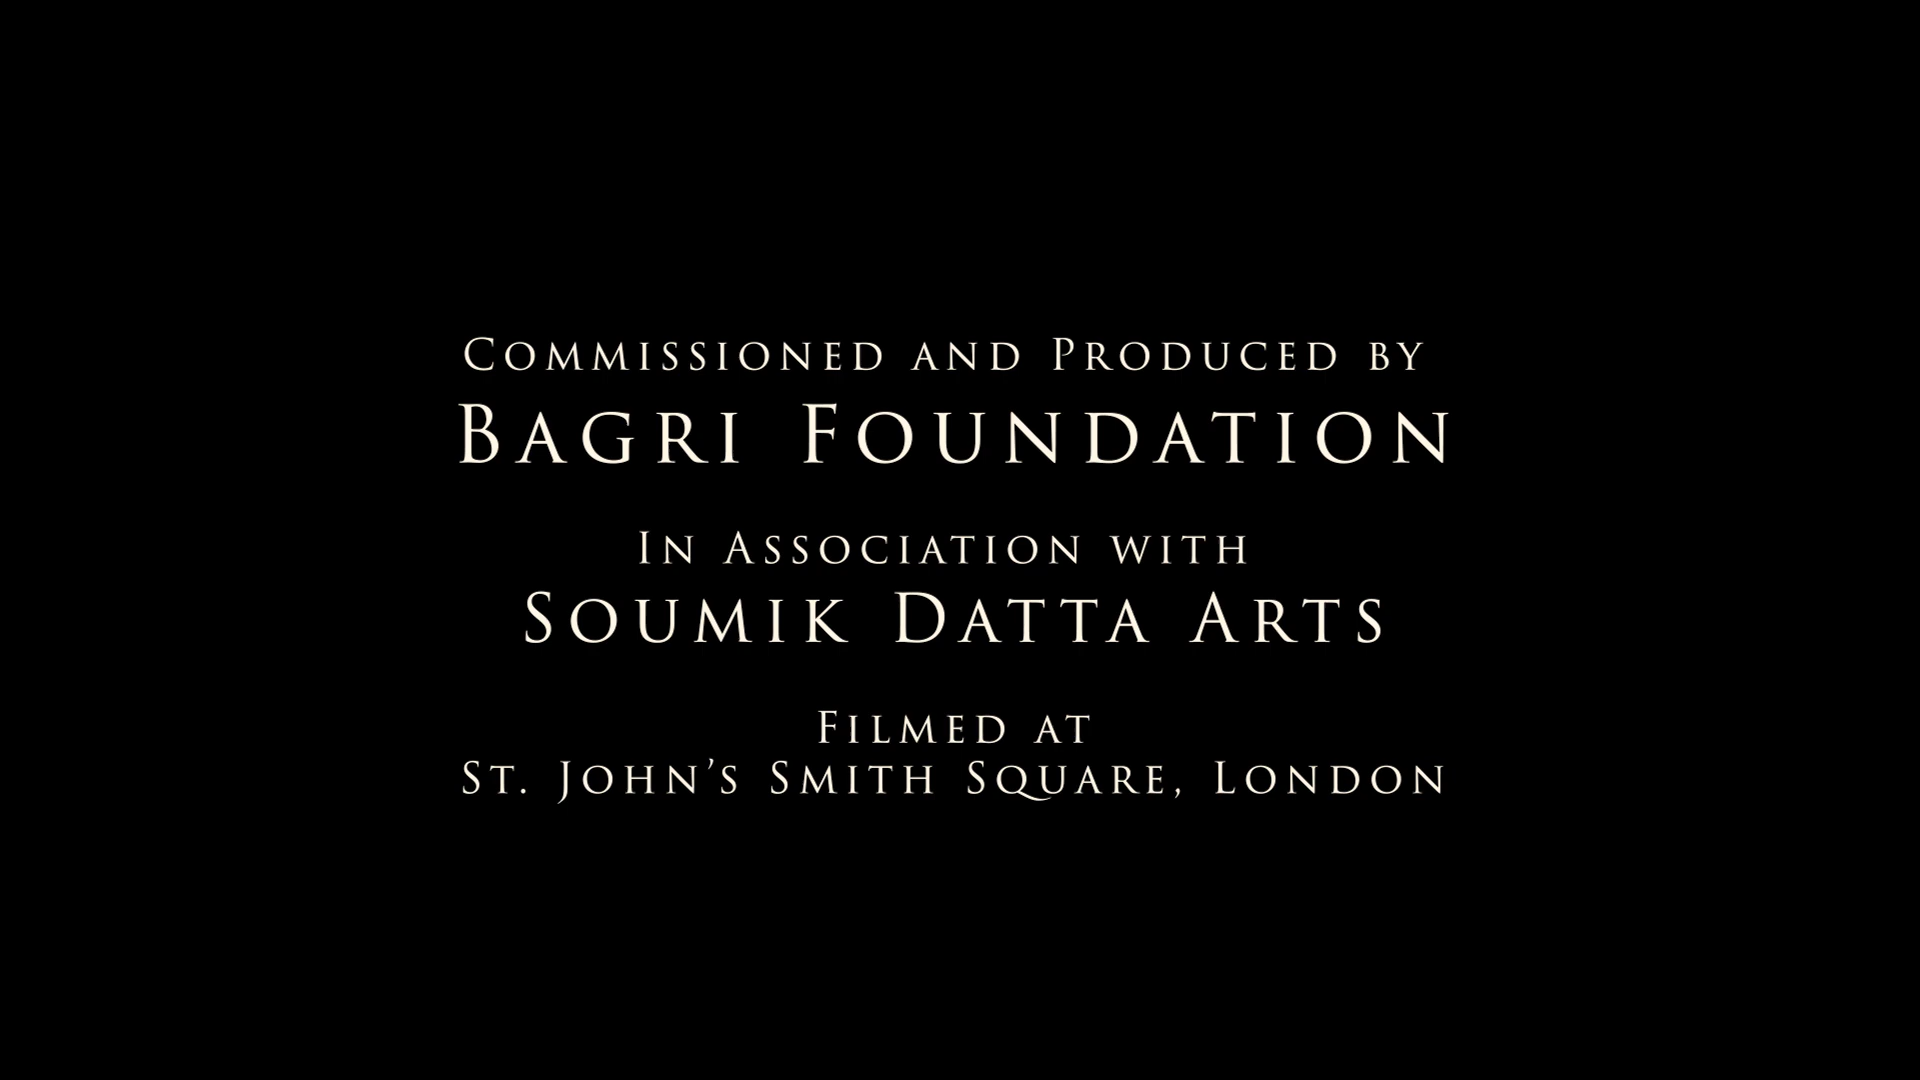 Commissioned and Produced by
Bagri Foundation
In Association with
Soumik Datta Arts
Filmed at
St. John’s Smith Square, London